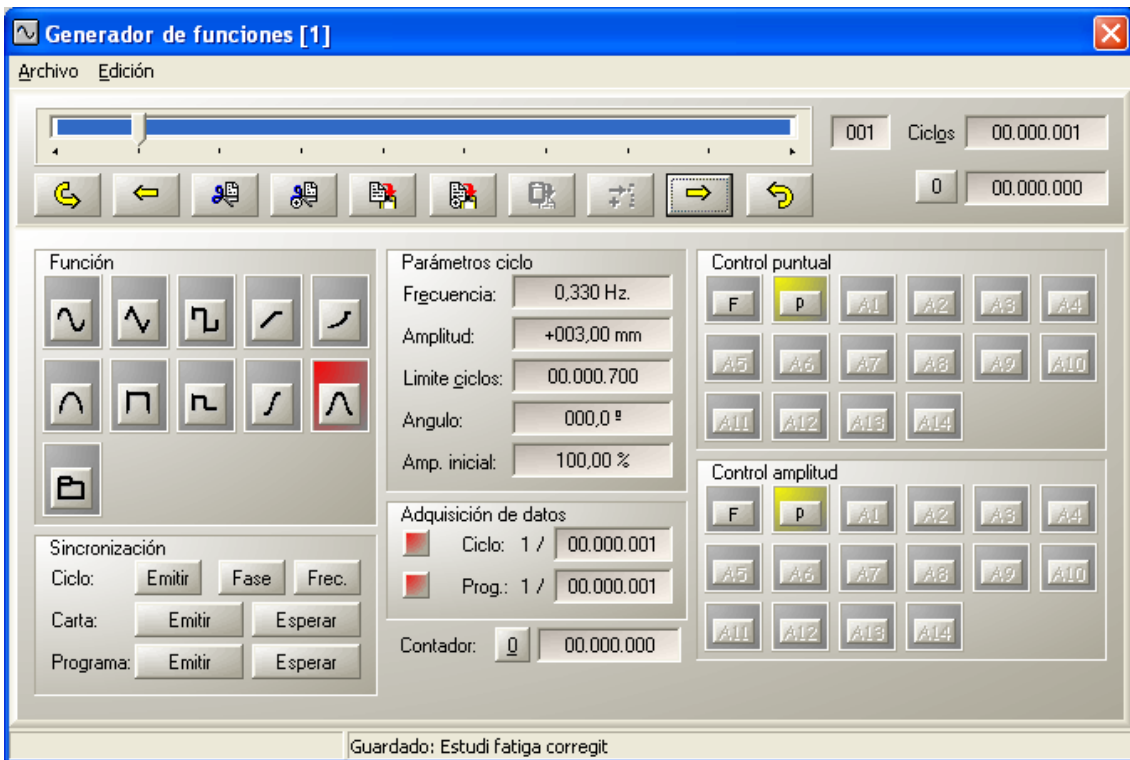 Generador de funciones [1]
Archivo Edición
001 Ciclos 00.000.001
0 00.000.000
Función
Parámetros ciclo
Frecuencia: 0,330 Hz.
Amplitud: +003,00 mm
Limite ciclos: 00.000.700
Angulo: 000,0 º
Amp. inicial: 100,00 %
Control puntual
F P A1 A2 A3 A4
A5 A6 A7 A8 A9 A10
A11 A12 A13 A14
Control amplitud
F P A1 A2 A3 A4
A5 A6 A7 A8 A9 A10
A11 A12 A13 A14
Sincronización
Ciclo: Emitir Fase Frec.
Carta: Emitir Esperar
Programa: Emitir Esperar
Adquisición de datos
Ciclo: 1 / 00.000.001
Prog.: 1 / 00.000.001
Contador: 0 00.000.000
Guardado: Estudi fatiga corregit